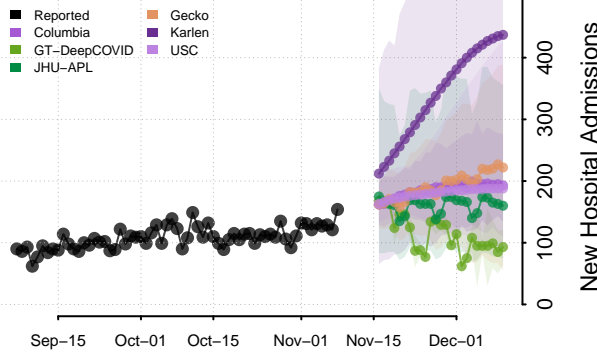 Reported
Columbia
GT−DeepCOVID
JHU−APL
Gecko
Karlen
USC
0
100
200
300
400
New Hospital Admissions
Sep−15
Oct−01
Oct−15
Nov−01
Nov−15
Dec−01